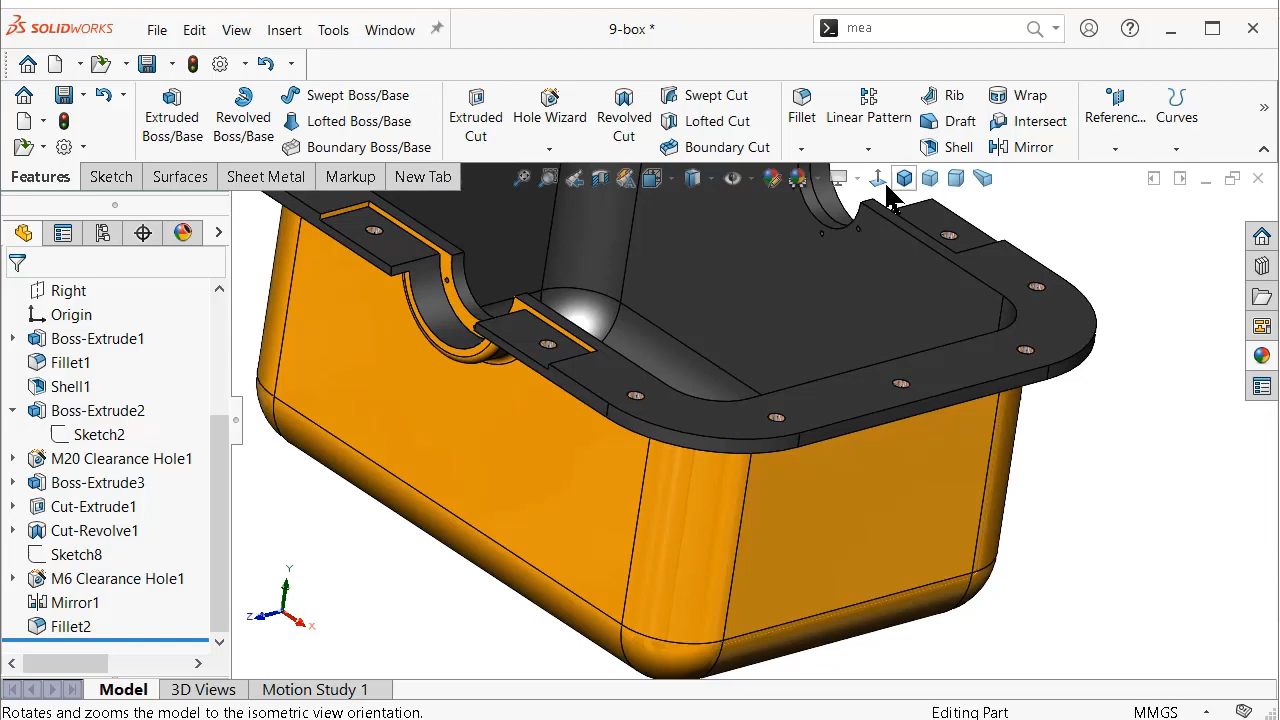 SOLIDWORKS File Edit View Insert Tools Window 9-box * mea
Extruded Boss/Base
Revolved Boss/Base
Swept Boss/Base
Lofted Boss/Base
Boundary Boss/Base
Extruded Cut
Hole Wizard
Revolved Cut
Swept Cut
Lofted Cut
Boundary Cut
Fillet
Linear Pattern
Rib
Draft
Shell
Wrap
Intersect
Mirror
Referenc...
Curves
Features Sketch Surfaces Sheet Metal Markup New Tab
Right
Origin
Boss-Extrude1
Fillet1
Shell1
Boss-Extrude2
Sketch2
M20 Clearance Hole1
Boss-Extrude3
Cut-Extrude1
Cut-Revolve1
Sketch8
M6 Clearance Hole1
Mirror1
Fillet2
Y
Z
X
Model 3D Views Motion Study 1
Rotates and zooms the model to the isometric view orientation. Editing Part MMGS